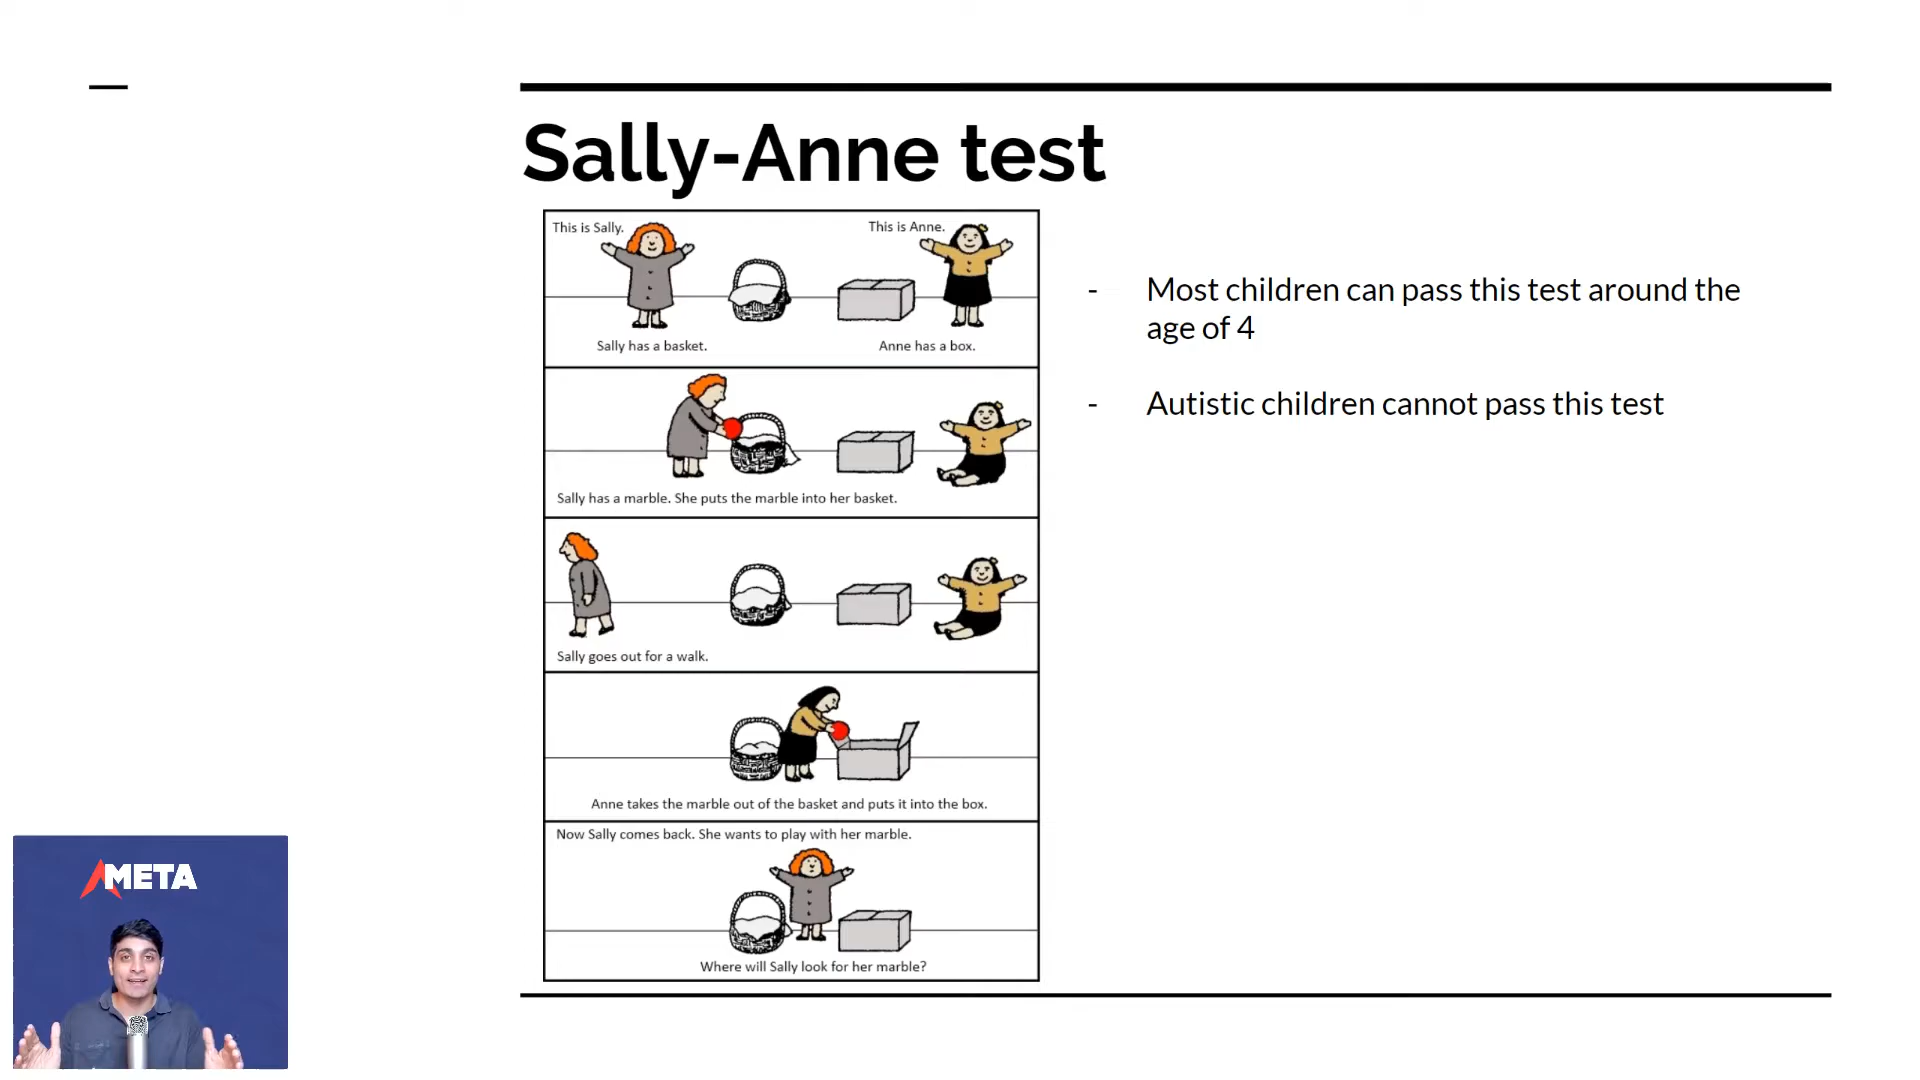 Sally-Anne test
This is Sally.
This is Anne.
Sally has a basket.
Anne has a box.
Sally has a marble. She puts the marble into her basket.
Sally goes out for a walk.
Anne takes the marble out of the basket and puts it into the box.
Now Sally comes back. She wants to play with her marble.
Where will Sally look for her marble?
- Most children can pass this test around the
age of 4
- Autistic children cannot pass this test
META